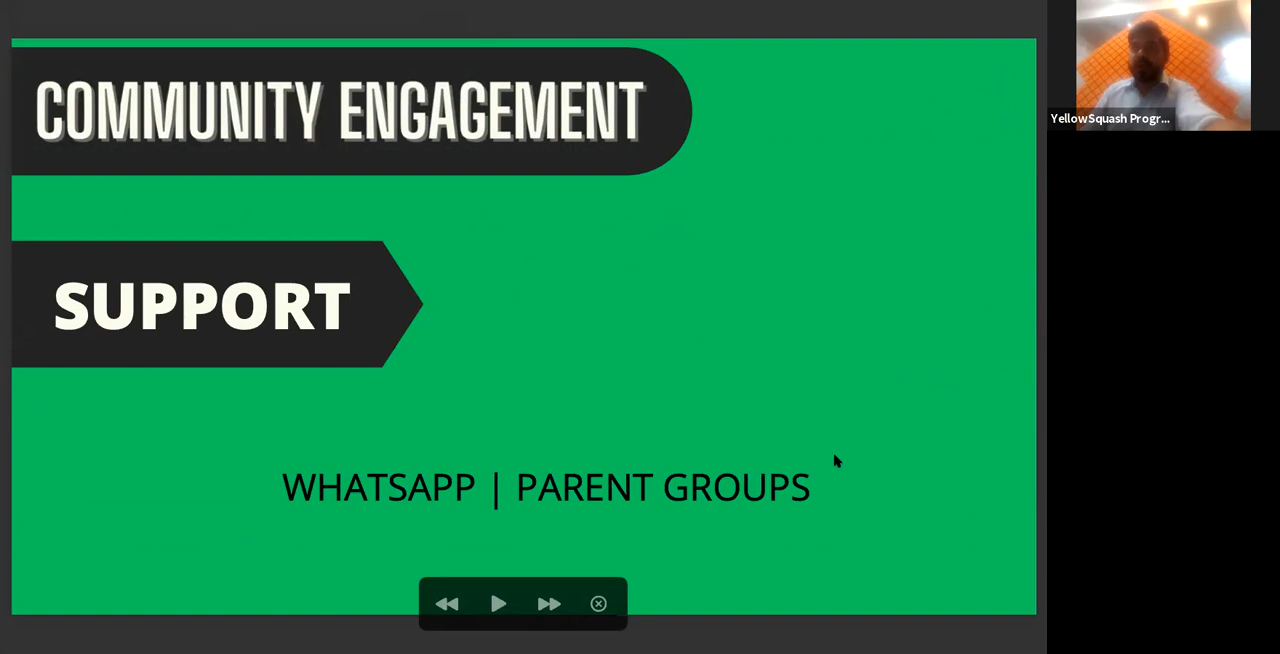 COMMUNITY ENGAGEMENT
YellowSquash Progr...
SUPPORT
WHATSAPP | PARENT GROUPS